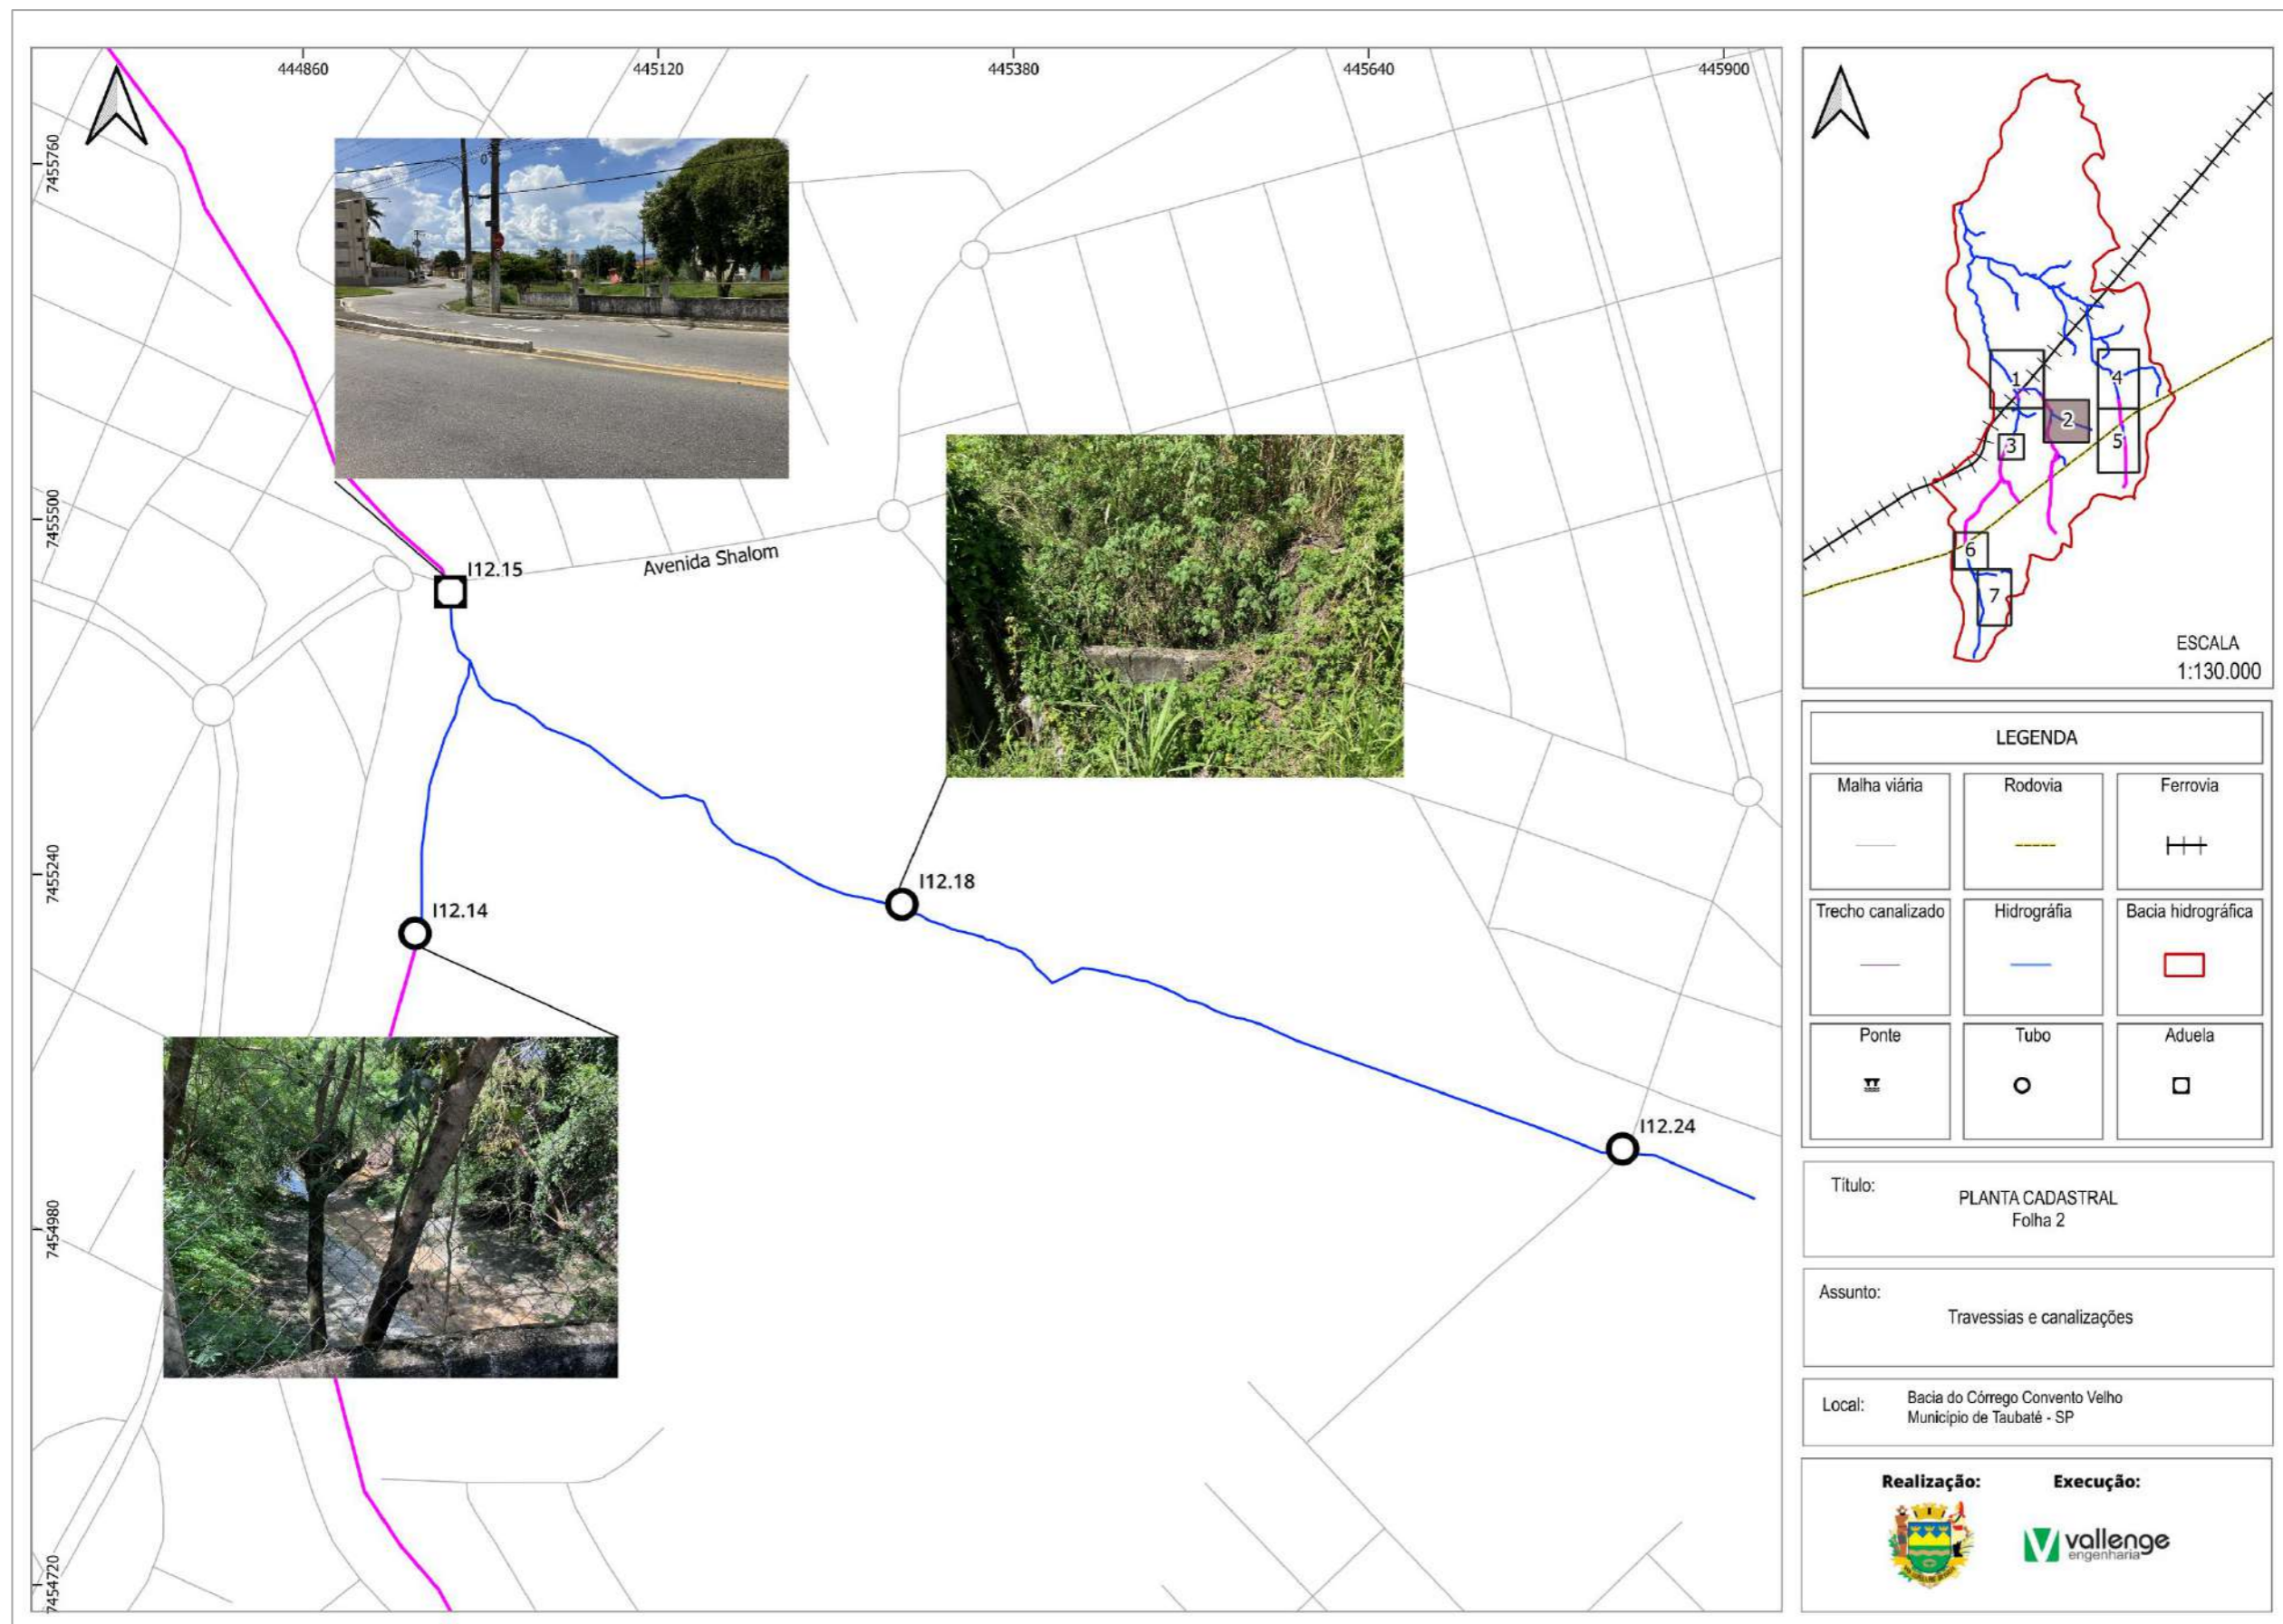 444860
445120
445380
445640
445900
7455760
7455500
7455240
7454980
7454720
I12.15
Avenida Shalom
I12.18
I12.14
I12.24
1
2
3
4
5
6
7
ESCALA
1:130.000
LEGENDA
Malha viária
Rodovia
Ferrovia
Trecho canalizado
Hidrográfia
Bacia hidrográfica
Ponte
Tubo
Aduela
Título:
PLANTA CADASTRAL
Folha 2
Assunto:
Travessias e canalizações
Local:
Bacia do Córrego Convento Velho
Município de Taubaté - SP
Realização:
Execução:
vallenge
engenharia